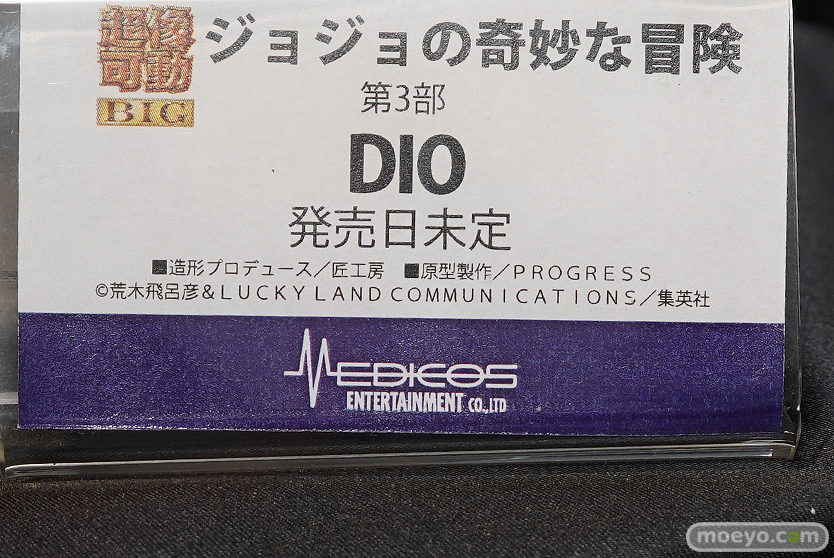 超像可動
BIG
ジョジョの奇妙な冒険
第3部
DIO
発売日未定
■造形プロデュース／匠工房　■原型製作／PROGRESS
©荒木飛呂彦&LUCKY LAND COMMUNICATIONS／集英社
MEDICOS
ENTERTAINMENT CO.,LTD
moeyo.com